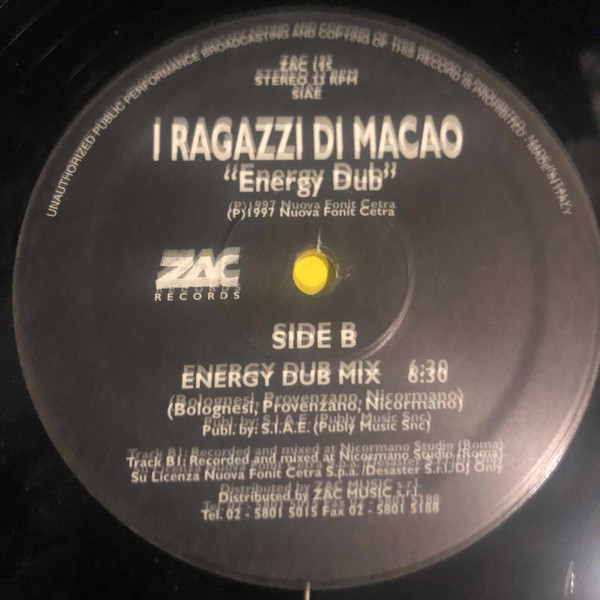 UNAUTHORIZED PUBLIC PERFORMANCE BROADCASTING AND COPYING OF THIS RECORD IS PROHIBITED - MADE IN ITALY
ZAC 195
STEREO 33 RPM
SIAE
I RAGAZZI DI MACAO
“Energy Dub”
(P)1997 Nuova Fonit Cetra
ZAC
RECORDS
SIDE B
ENERGY DUB MIX 6:30
(Bolognesi, Provenzano, Nicormano)
Publ. by: S.I.A.E. (Publy Music Snc)
Track B1: Recorded and mixed at Nicormano Studio (Roma).
Su Licenza Nuova Fonit Cetra S.p.a. /Desaster S.r.l./DJ Only
Distributed by ZAC MUSIC s.r.l.
Tel. 02 - 5801 5015 Fax 02 - 5801 5188